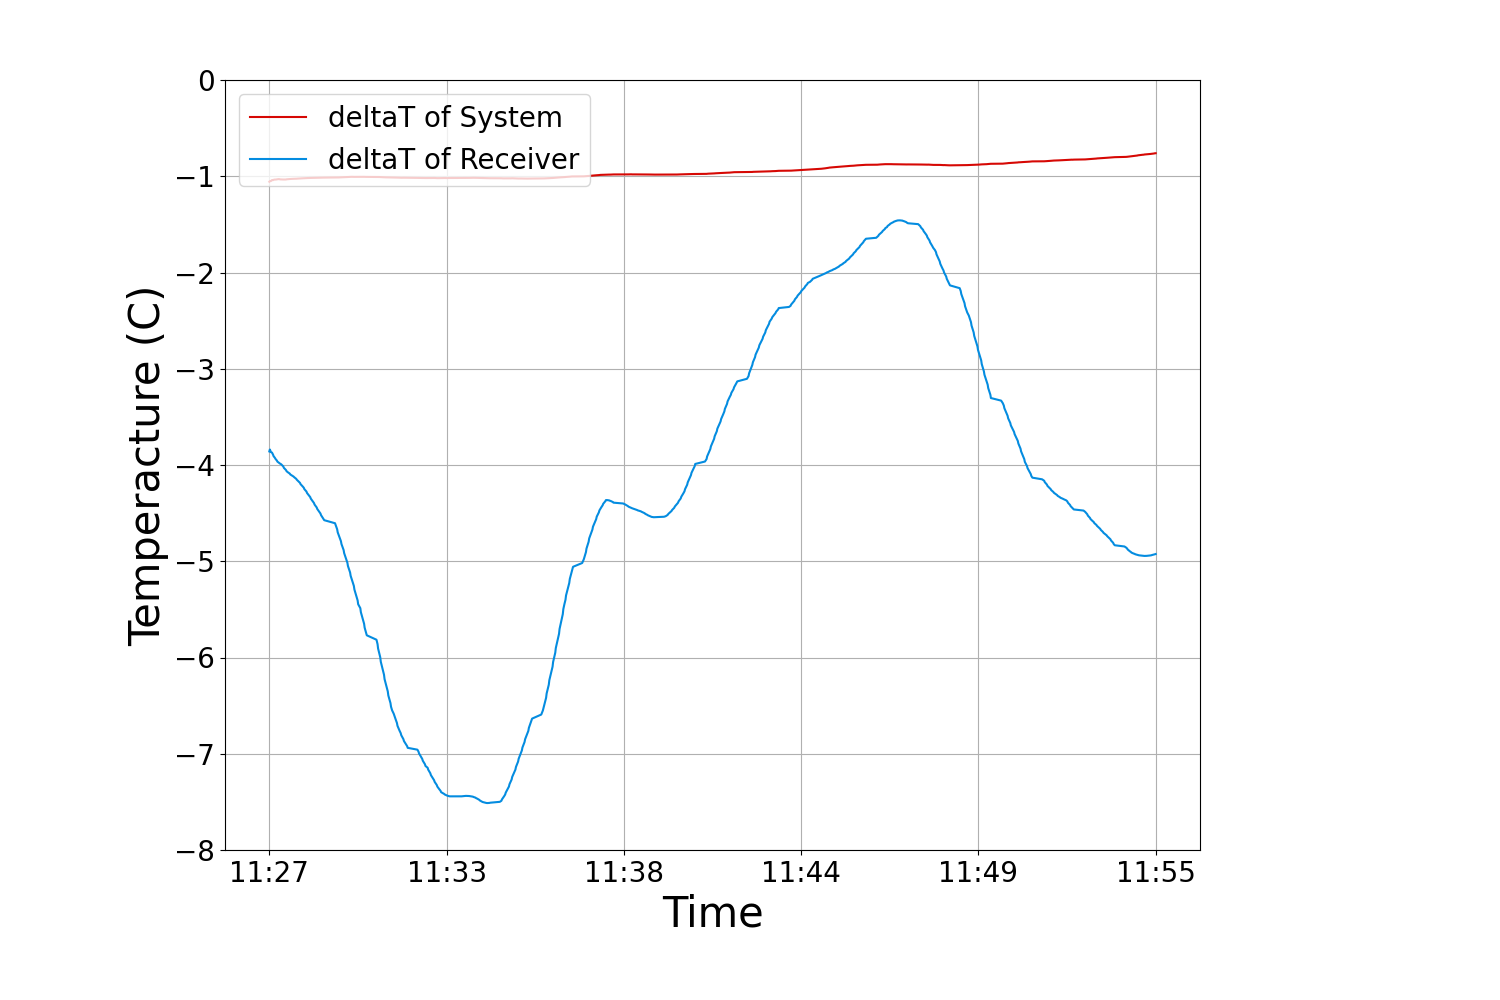 0
−1
−2
−3
−4
−5
−6
−7
−8
deltaT of System
deltaT of Receiver
Temperacture (C)
11:27 11:33 11:38 11:44 11:49 11:55
Time